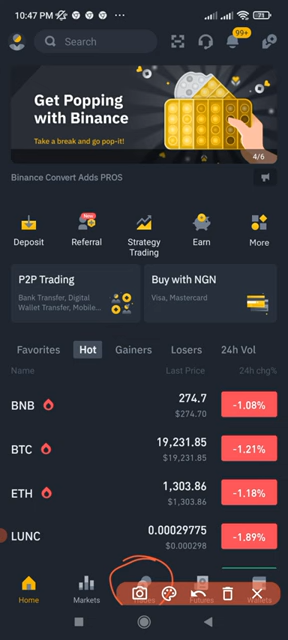 10:47 PM
71
Search
99+
Get Popping
with Binance
Take a break and go pop-it!
4/6
Binance Convert Adds PROS
Deposit
New
Referral
Strategy
Trading
Earn
More
P2P Trading
Bank Transfer, Digital
Wallet Transfer, Mobile...
Buy with NGN
Visa, Mastercard
Favorites Hot Gainers Losers 24h Vol
Name Last Price 24h chg%
BNB 274.7 -1.08%
$274.70
BTC 19,231.85 -1.21%
$19,231.85
ETH 1,303.86 -1.18%
$1,303.86
LUNC 0.00029775 -1.89%
$0.000298
Home Markets Trades Futures Wallets